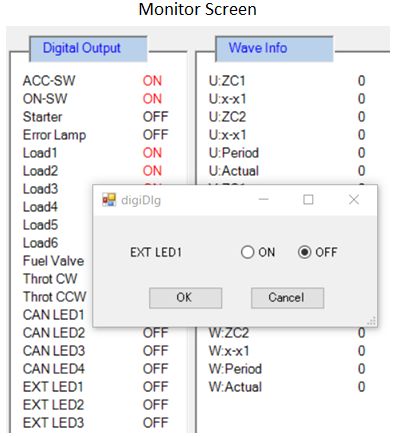 Monitor Screen
Digital Output
ACC-SW ON
ON-SW ON
Starter OFF
Error Lamp OFF
Load1 ON
Load2 ON
Load3
Load4
Load5
Load6
Fuel Valve
Throt CW
Throt CCW
CAN LED1
CAN LED2 OFF
CAN LED3 OFF
CAN LED4 OFF
EXT LED1 OFF
EXT LED2 OFF
EXT LED3 OFF
Wave Info
U:ZC1 0
U:x-x1 0
U:ZC2 0
U:x-x1 0
U:Period 0
U:Actual 0
W:ZC2 0
W:x-x1 0
W:Period 0
W:Actual 0
digiDlg
EXT LED1 ON OFF
OK Cancel